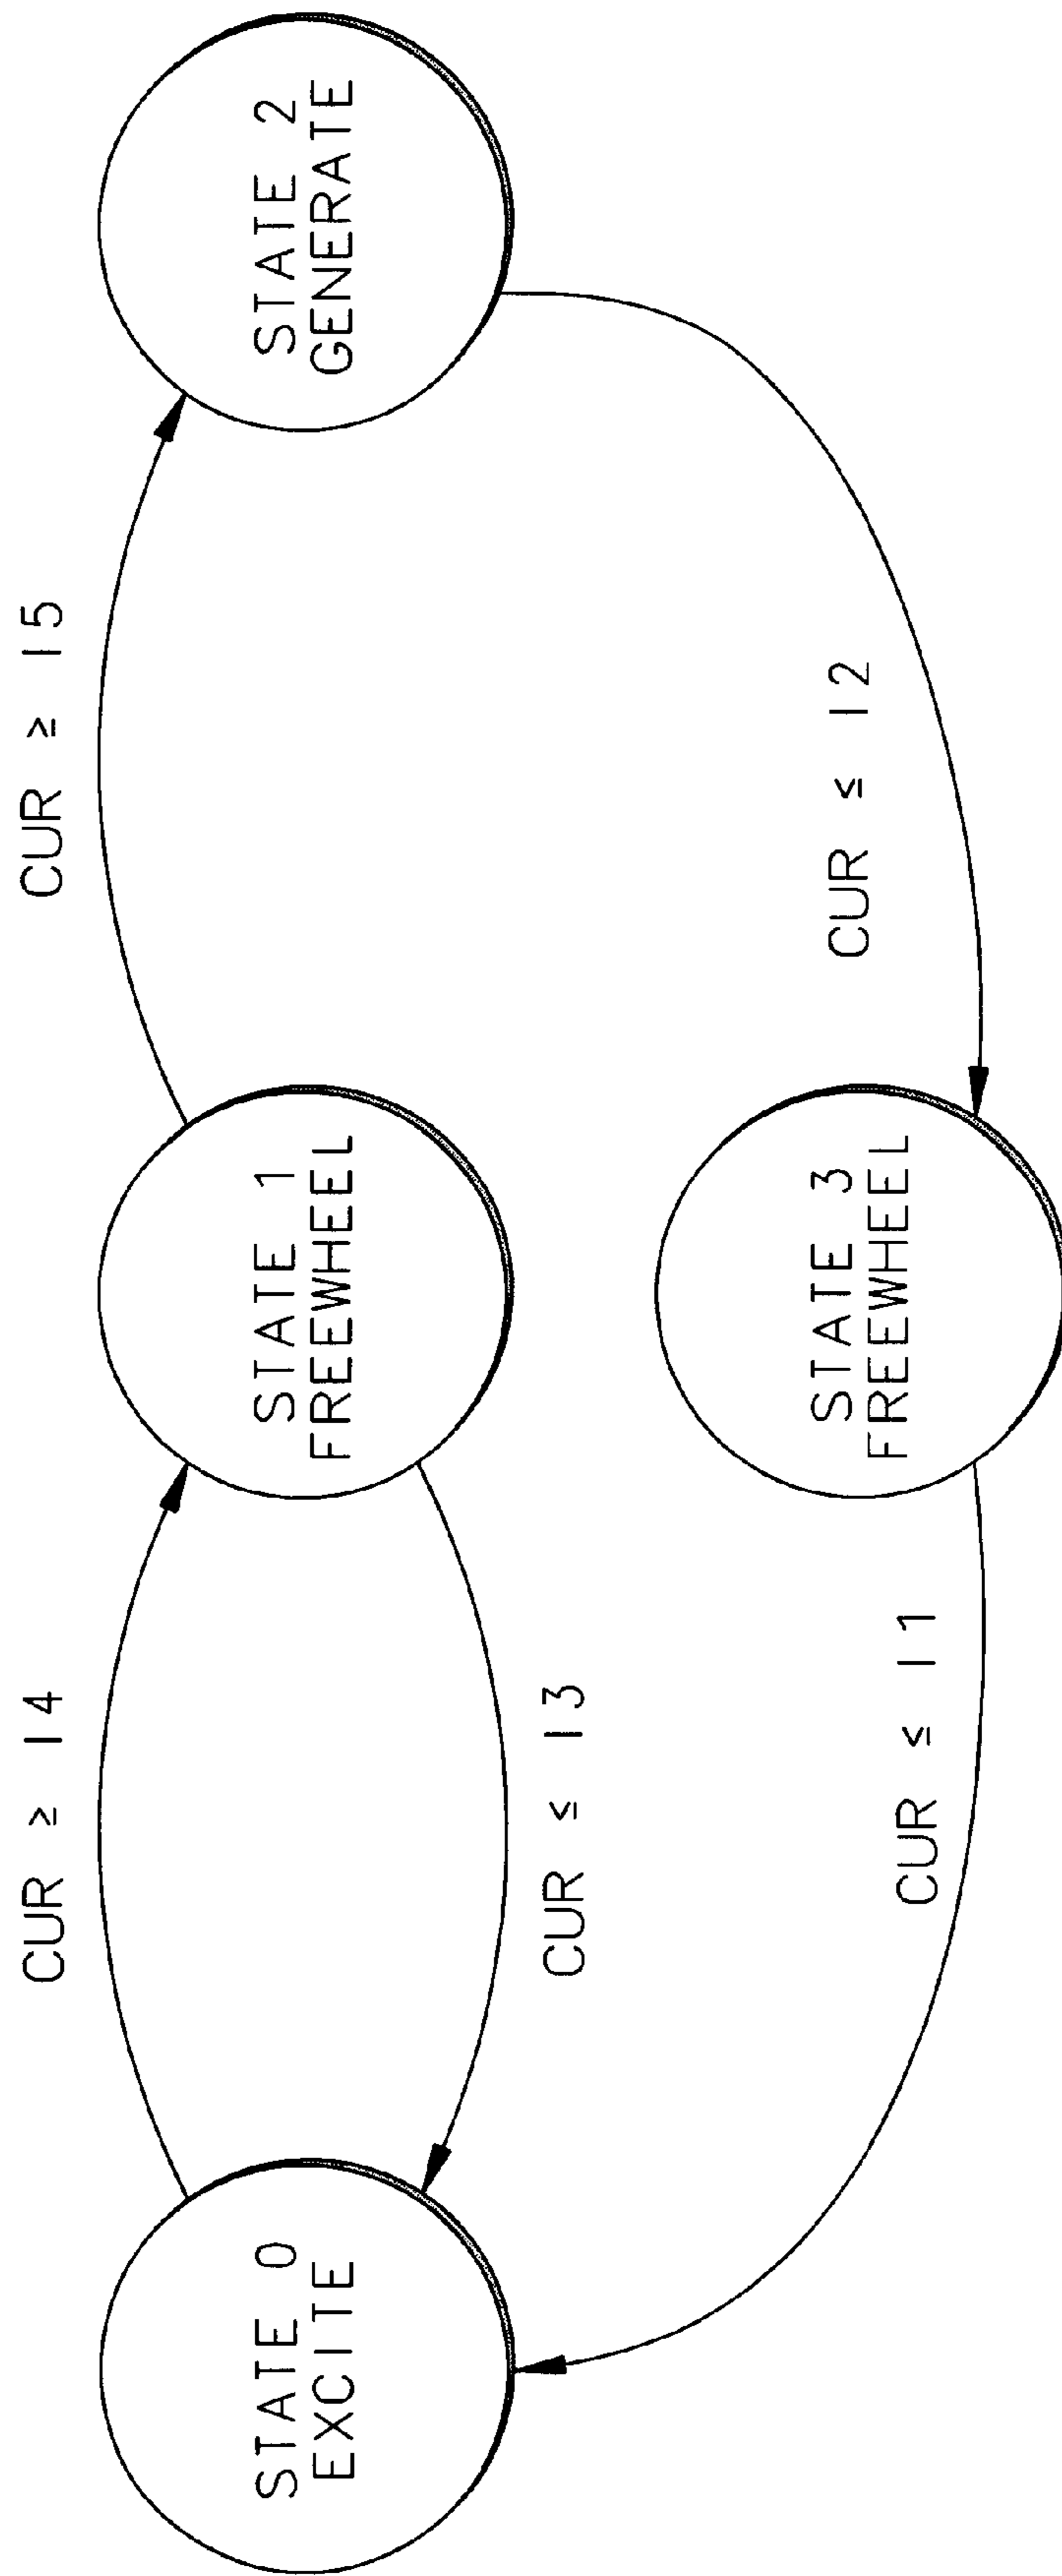 CUR ≥ I4
CUR ≥ I5
STATE 0
EXCITE
STATE 1
FREEWHEEL
STATE 2
GENERATE
CUR ≤ I3
CUR ≤ I2
STATE 3
FREEWHEEL
CUR ≤ I1